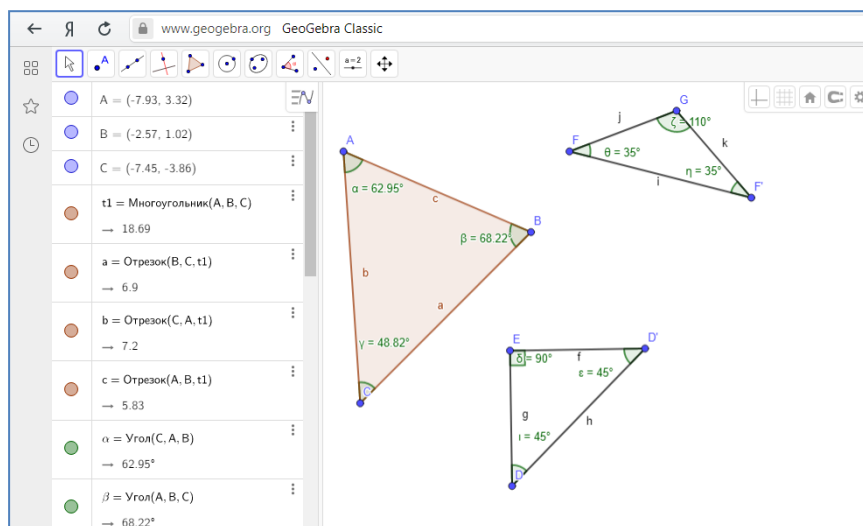 Я www.geogebra.org GeoGebra Classic
A a=2
A = (-7.93, 3.32)
B = (-2.57, 1.02)
C = (-7.45, -3.86)
t1 = Многоугольник(A, B, C)
→ 18.69
a = Отрезок(B, C, t1)
→ 6.9
b = Отрезок(C, A, t1)
→ 7.2
c = Отрезок(A, B, t1)
→ 5.83
α = Угол(C, A, B)
→ 62.95°
β = Угол(A, B, C)
→ 68.22°
A
α = 62.95°
c
B
β = 68.22°
b
a
γ = 48.82°
C
G
j
ζ = 110°
F
θ = 35°
k
i
η = 35°
F'
E
D'
δ = 90°
f
ε = 45°
g
h
ι = 45°
D